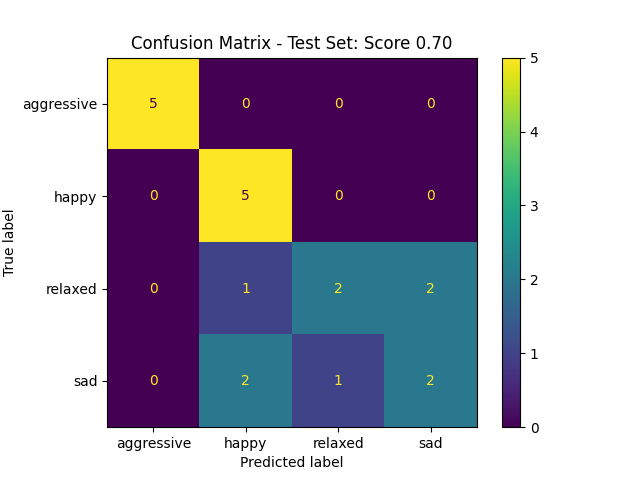 Confusion Matrix - Test Set: Score 0.70
True label
aggressive 5 0 0 0
happy 0 5 0 0
relaxed 0 1 2 2
sad 0 2 1 2
aggressive happy relaxed sad
Predicted label
5
4
3
2
1
0